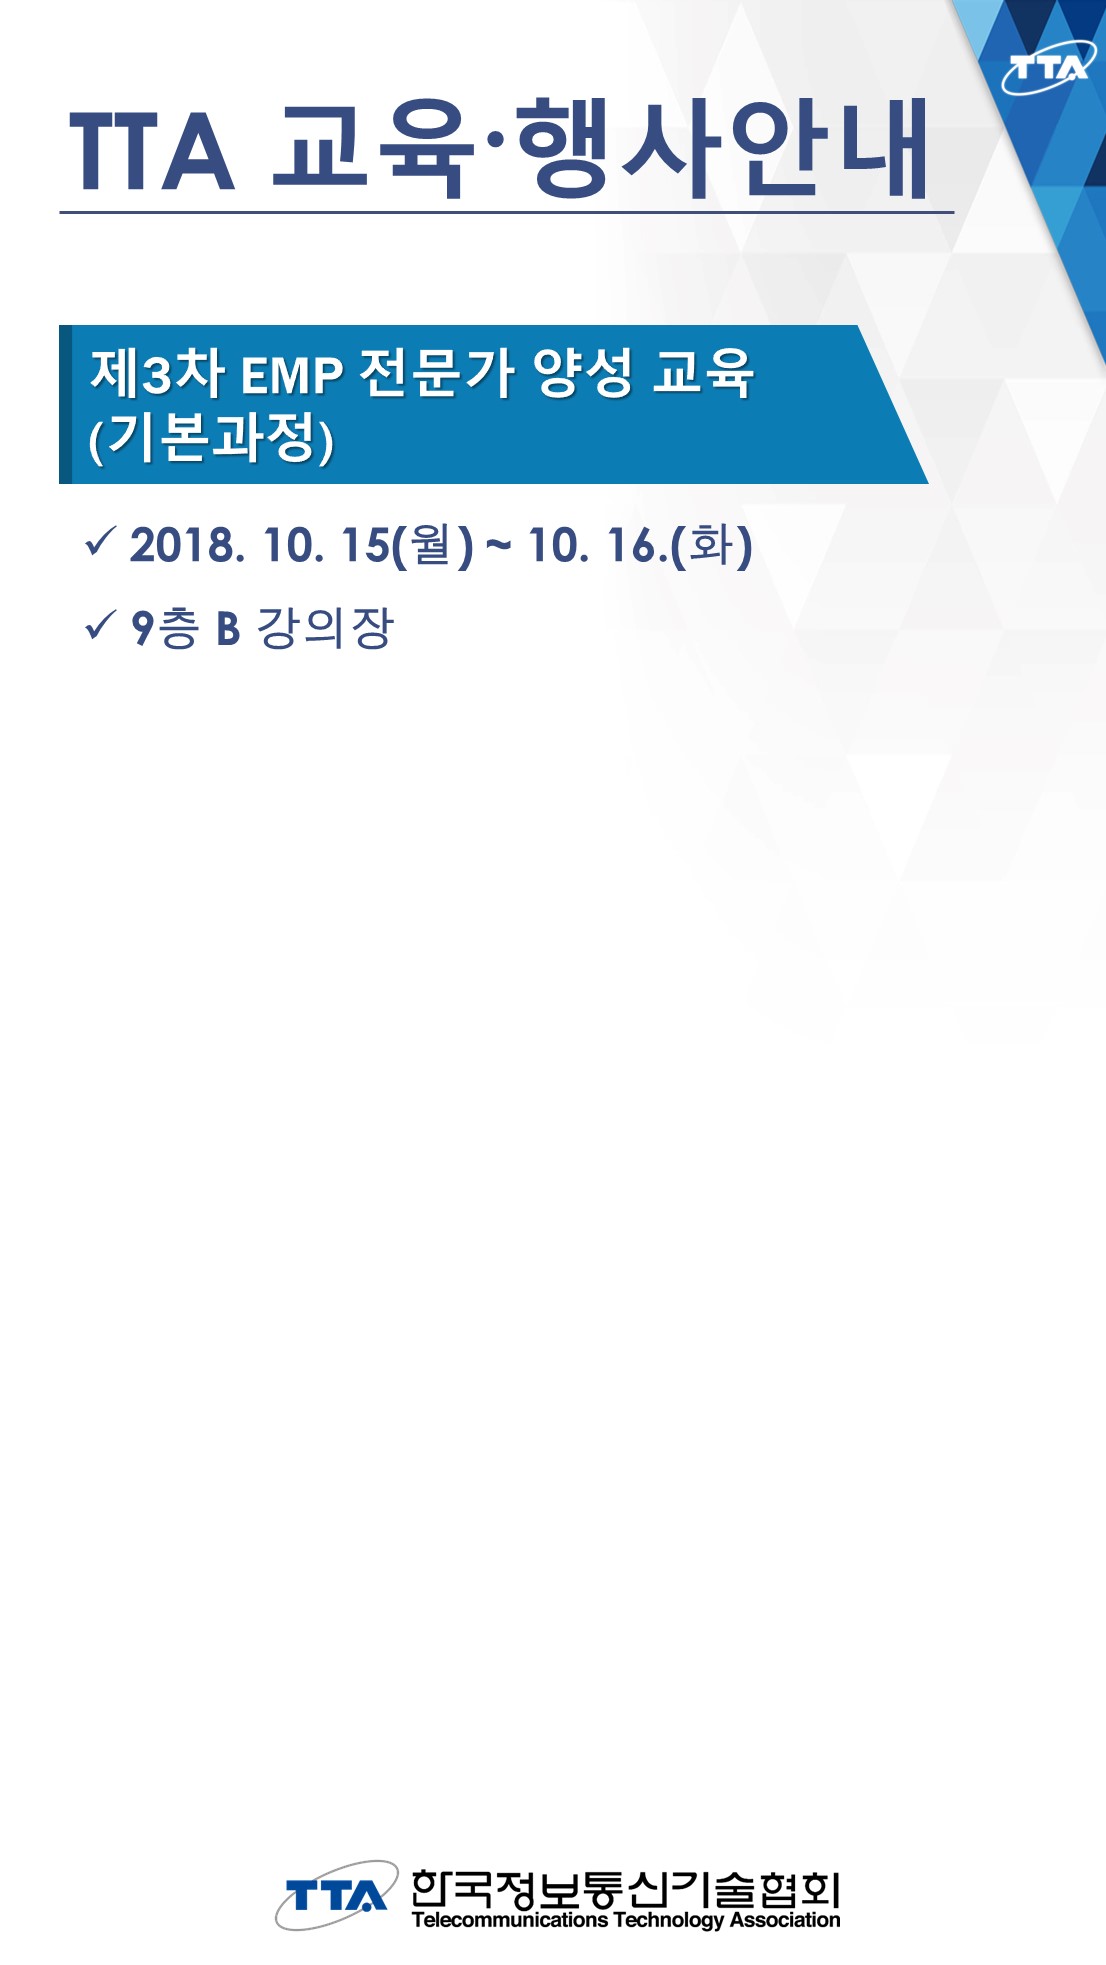 TTA
TTA 교육·행사안내
제3차 EMP 전문가 양성 교육
(기본과정)
✓ 2018. 10. 15(월) ~ 10. 16.(화)
✓ 9층 B 강의장
TTA 한국정보통신기술협회
Telecommunications Technology Association